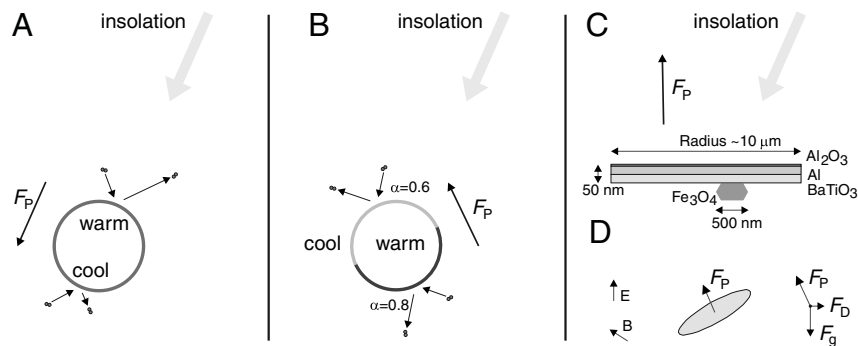 A
insolation
F_P
warm
cool
B
insolation
α=0.6
F_P
cool
warm
α=0.8
C
insolation
F_P
Radius ~10 μm
Al₂O₃
Al
BaTiO₃
50 nm
Fe₃O₄
500 nm
D
E
B
F_P
F_P
F_D
F_g